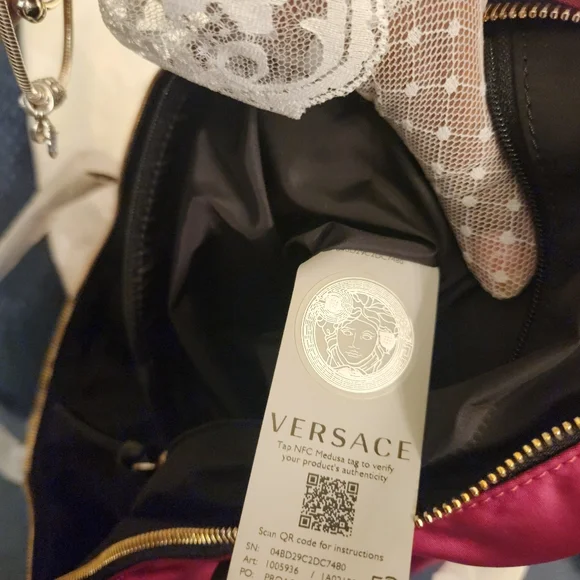 VERSACE
Tap NFC Medusa tag to verify
your product's authenticity
Scan QR code for instructions
SN: 04BD29C2DC74B0
Art: 1005936 /
PO: